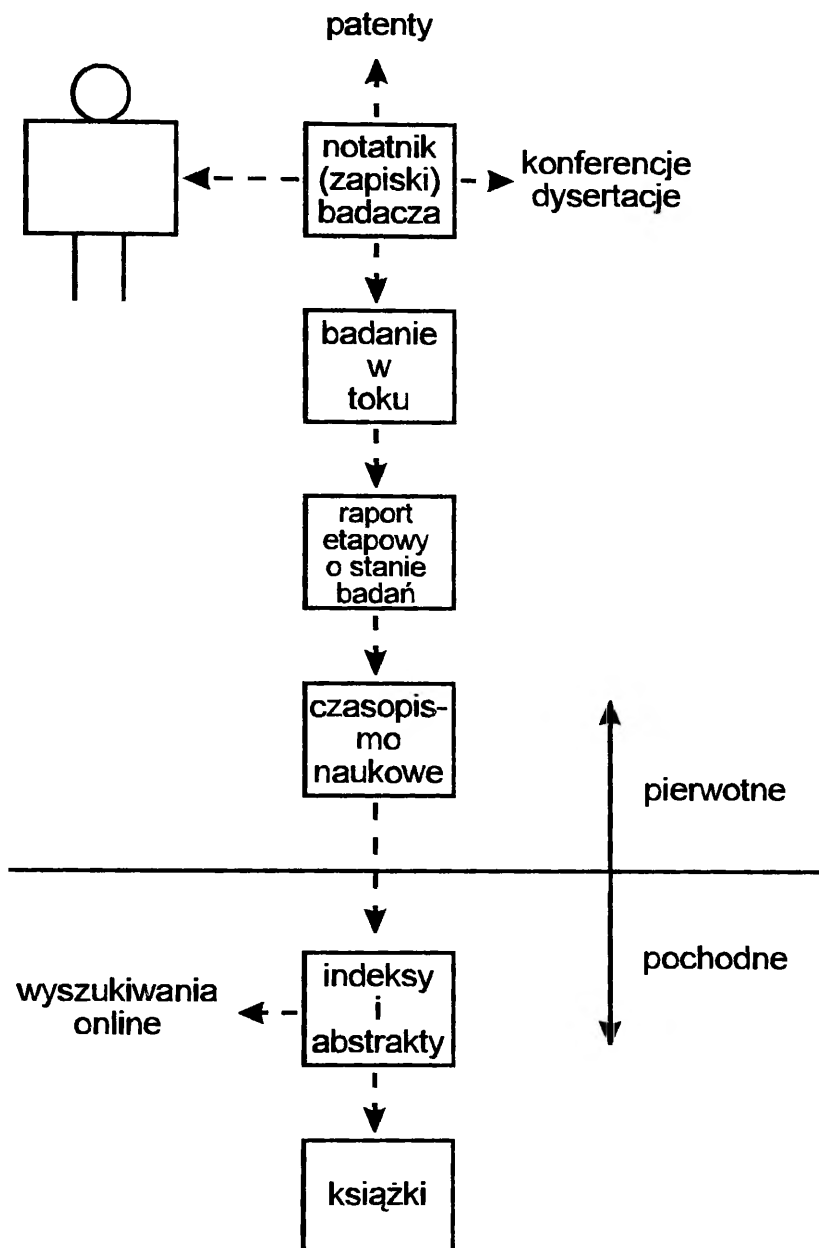 patenty
notatnik
(zapiski)
badacza
konferencje
dysertacje
badanie
w
toku
raport
etapowy
o stanie
badań
czasopis-
mo
naukowe
pierwotne
pochodne
indeksy
i
abstrakty
wyszukiwania
online
książki